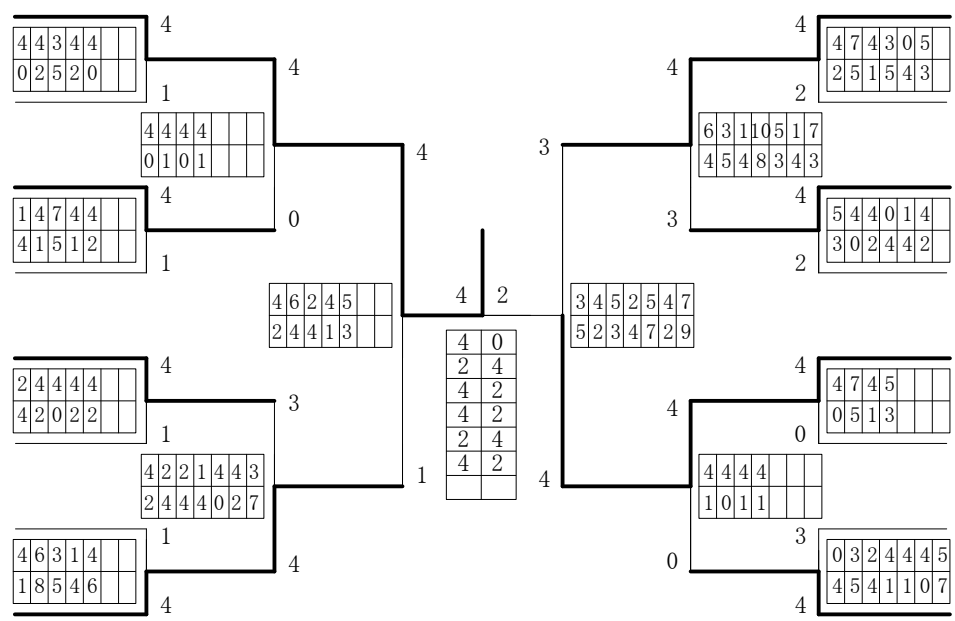 4 4
4 4 3 4 4 4 7 4 3 0 5
0 2 5 2 0 4 4 2 5 1 5 4 3
1 2
4 4 4 4 6 3 1 10 5 1 7
0 1 0 1 4 3 4 5 4 8 3 4 3
4 4
1 4 7 4 4 0 3 5 4 4 0 1 4
4 1 5 1 2 3 0 2 4 4 2
1 2
4 6 2 4 5 4 2 3 4 5 2 5 4 7
2 4 4 1 3 5 2 3 4 7 2 9
4 0
4 2 4 4
2 4 4 4 4 4 2 4 7 4 5
4 2 0 2 2 3 4 2 4 0 5 1 3
1 2 4 0
4 2 2 1 4 4 3 1 4 2 4 4 4 4 4
2 4 4 4 0 2 7 1 0 1 1
1 3
4 6 3 1 4 4 0 0 3 2 4 4 4 5
1 8 5 4 6 4 5 4 1 1 0 7
4 4